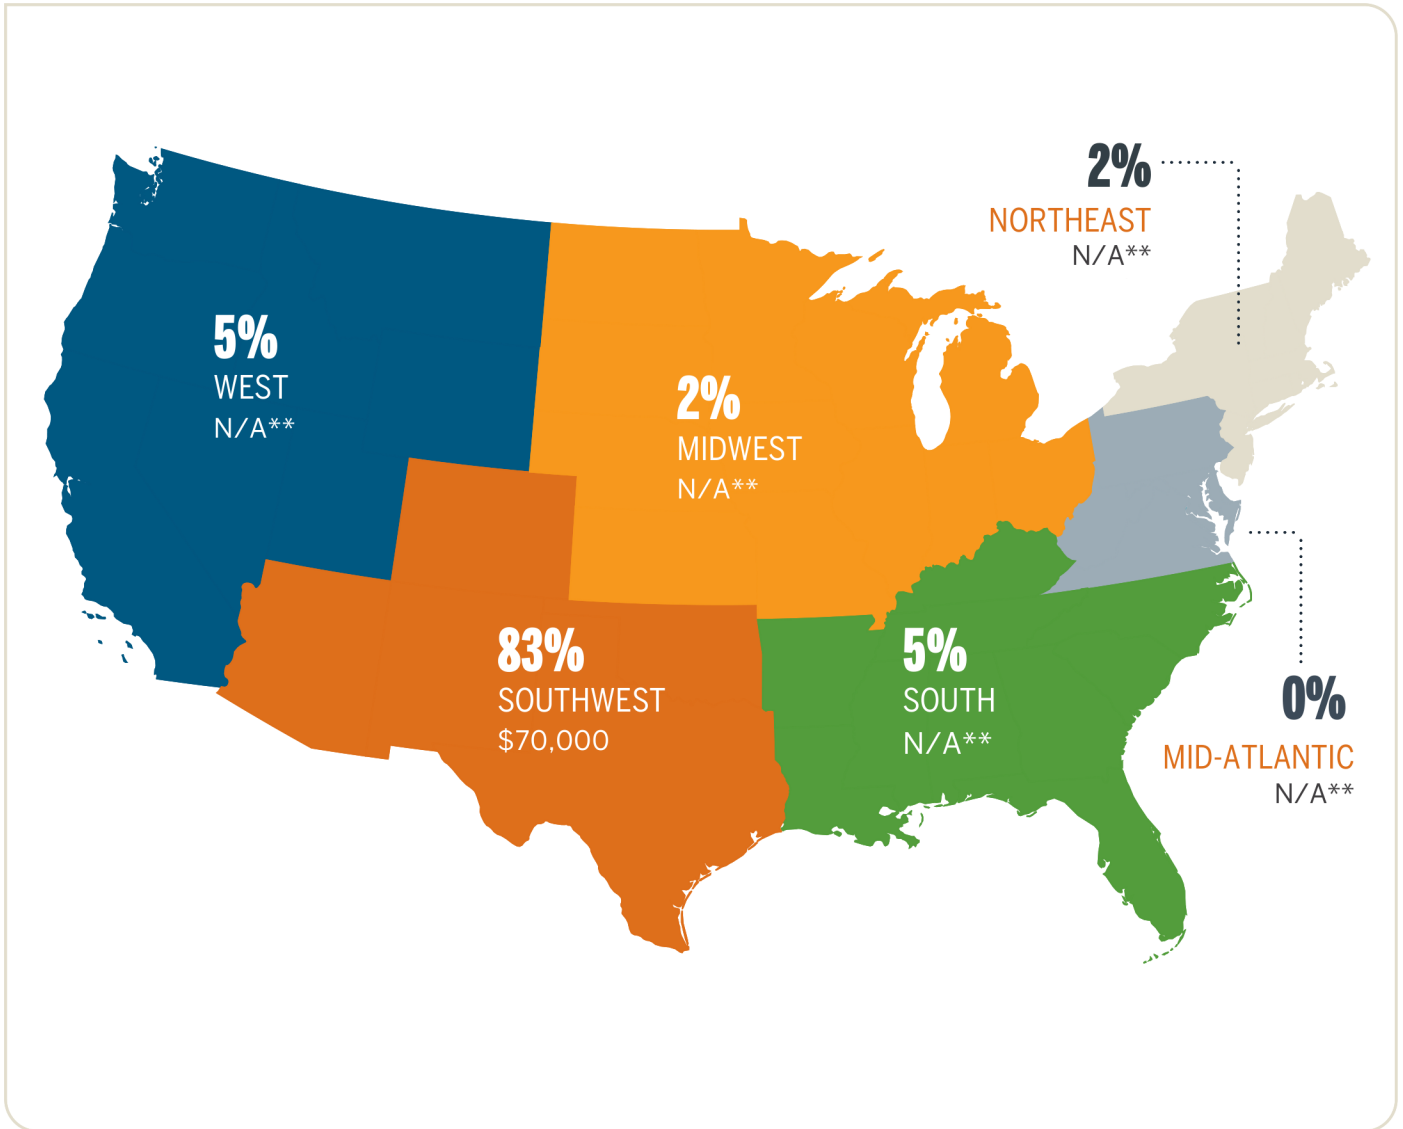 2%
NORTHEAST
N/A**
5%
WEST
N/A**
2%
MIDWEST
N/A**
83%
SOUTHWEST
$70,000
5%
SOUTH
N/A**
0%
MID-ATLANTIC
N/A**